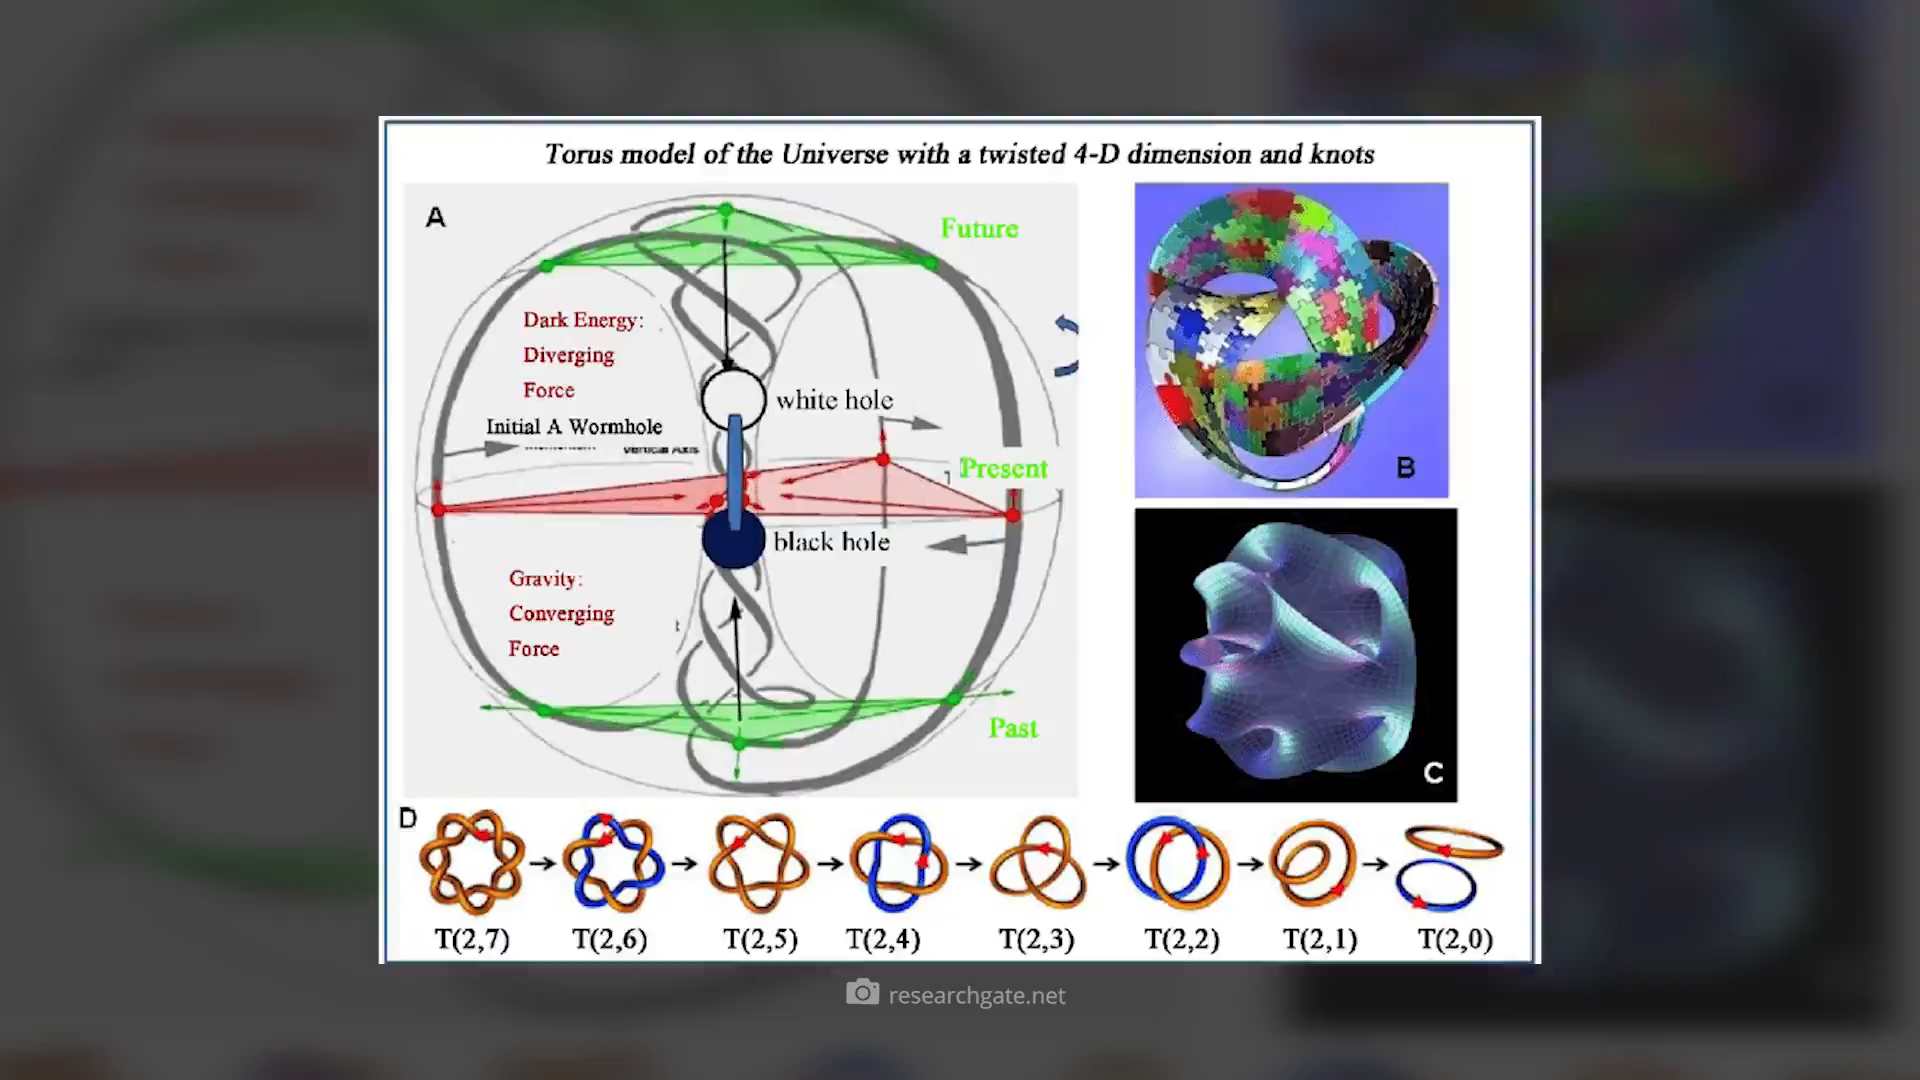 Torus model of the Universe with a twisted 4-D dimension and knots
A
Future
Dark Energy:
Diverging
Force
Initial A Wormhole
Vertical Axis
white hole
Present
black hole
Gravity:
Converging
Force
Past
B
C
D
T(2,7)
T(2,6)
T(2,5)
T(2,4)
T(2,3)
T(2,2)
T(2,1)
T(2,0)
researchgate.net